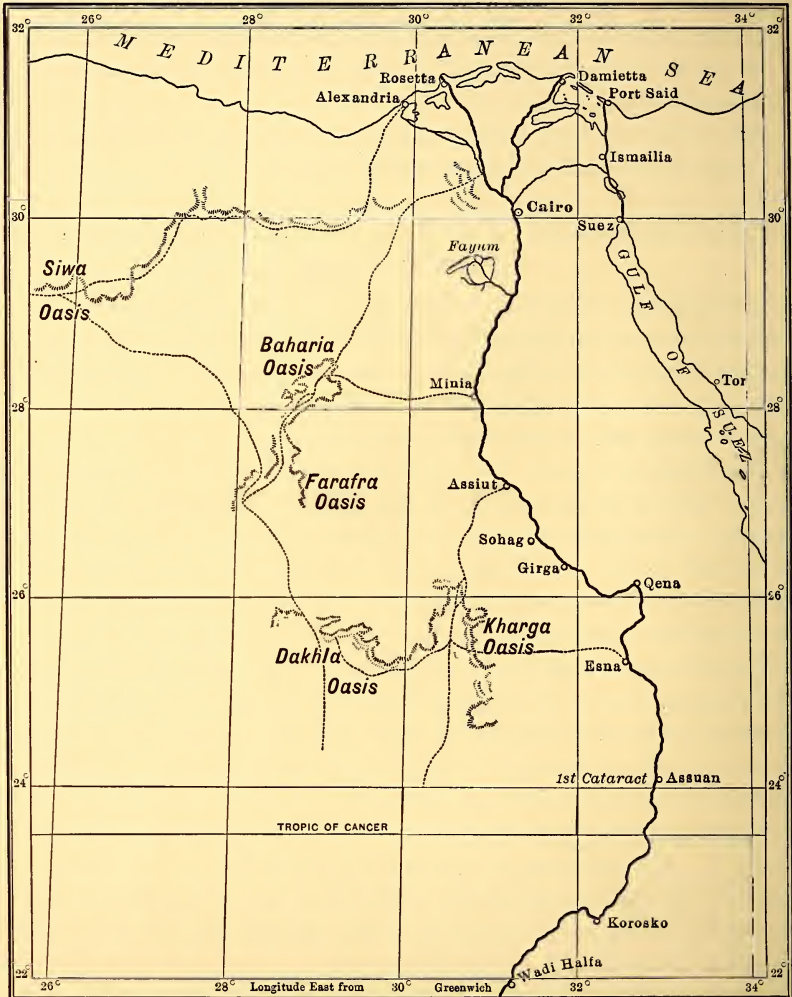 26° 28° 30° 32° 34°
32° 32°
MEDITERRANEAN SEA
Rosetta
Damietta
Alexandria
Port Said
Ismailia
30° Cairo 30°
Suez
Fayum
GULF OF SUEZ
Siwa
Oasis
Baharia
Oasis
Tor
Minia
28° 28°
Farafra
Oasis
Assiut
Sohag
Girga
Qena
26° 26°
Kharga
Oasis
Dakhla
Oasis
Esna
1st Cataract Assuan
24° 24°
TROPIC OF CANCER
Korosko
Wadi Halfa
22° 22°
26° 28° Longitude East from 30° Greenwich 32° 34°